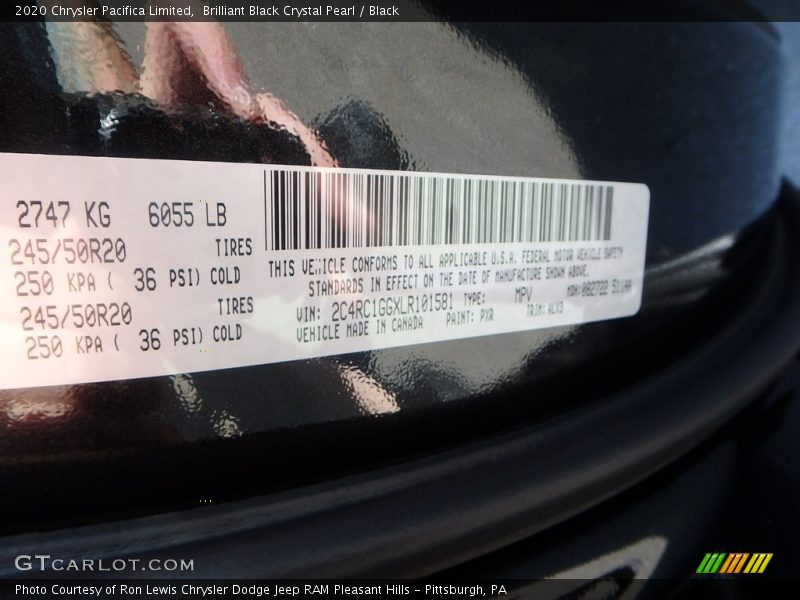 2020 Chrysler Pacifica Limited, Brilliant Black Crystal Pearl / Black
2747 KG 6055 LB
245/50R20 TIRES
250 KPA ( 36 PSI) COLD
245/50R20 TIRES
250 KPA ( 36 PSI) COLD
THIS VEHICLE CONFORMS TO ALL APPLICABLE U.S.A. FEDERAL MOTOR VEHICLE SAFETY
STANDARDS IN EFFECT ON THE DATE OF MANUFACTURE SHOWN ABOVE.
VIN: 2C4RC1GGXLR101581 TYPE: MPV MDH:
VEHICLE MADE IN CANADA PAINT: PXR TRIM:
GTCARLOT.COM
Photo Courtesy of Ron Lewis Chrysler Dodge Jeep RAM Pleasant Hills - Pittsburgh, PA